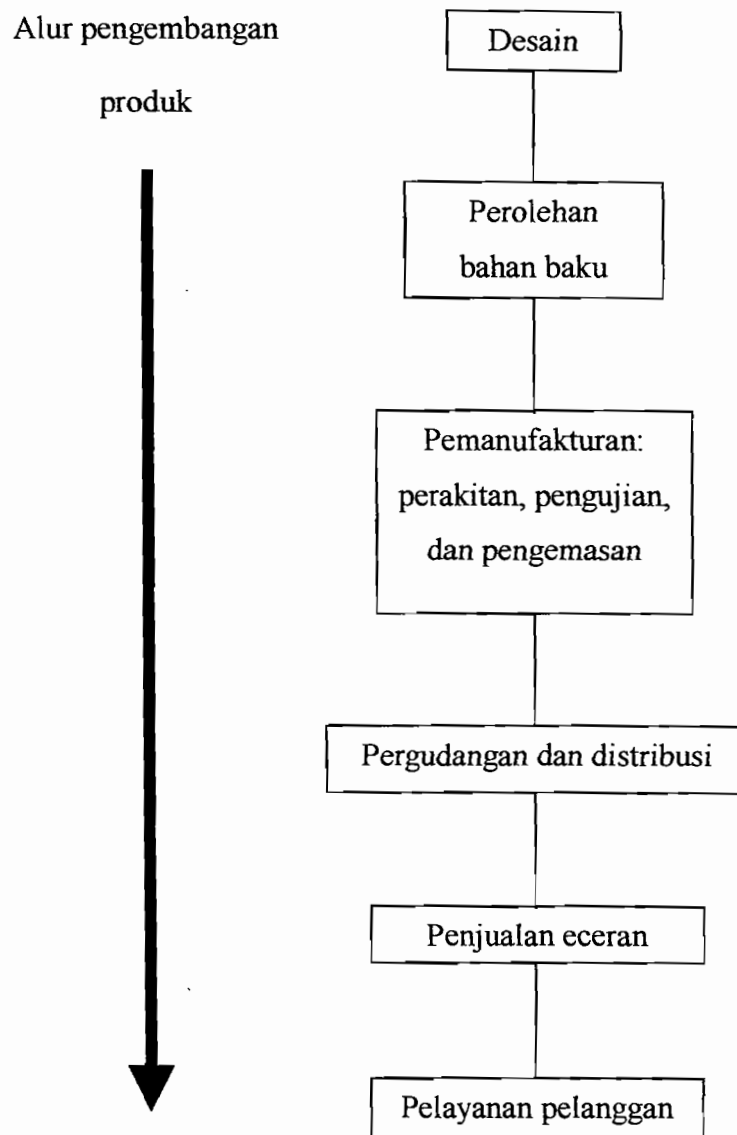 Alur pengembangan
produk
Desain
Perolehan
bahan baku
Pemanufakturan:
perakitan, pengujian,
dan pengemasan
Pergudangan dan distribusi
Penjualan eceran
Pelayanan pelanggan